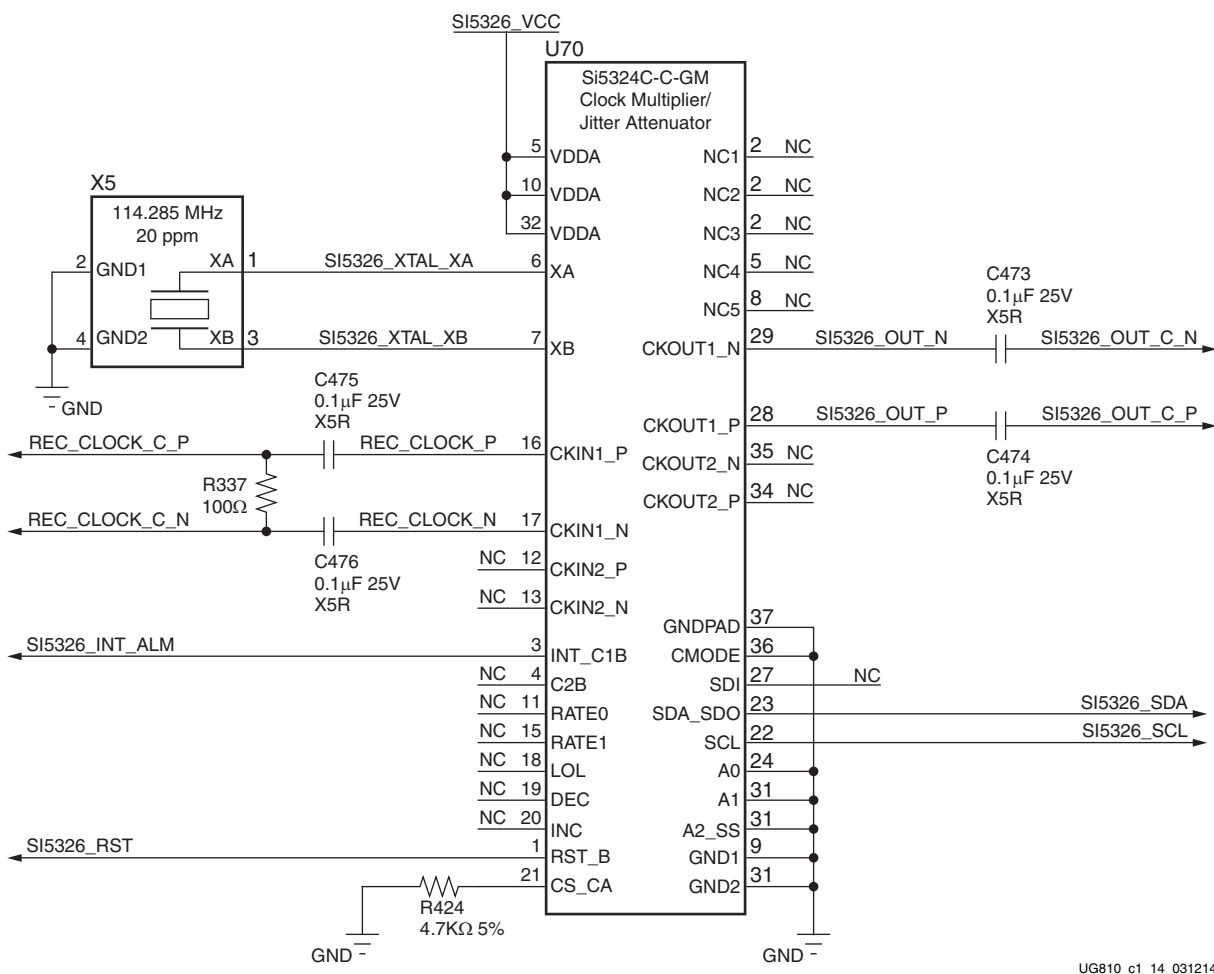 SI5326_VCC
U70
Si5324C-C-GM
Clock Multiplier/
Jitter Attenuator
5 VDDA
10 VDDA
32 VDDA
X5
114.285 MHz
20 ppm
2 GND1
XA 1
SI5326_XTAL_XA
6 XA
4 GND2
XB 3
SI5326_XTAL_XB
7 XB
GND
C475
0.1µF 25V
X5R
REC_CLOCK_C_P
REC_CLOCK_P
16 CKIN1_P
R337
100Ω
REC_CLOCK_C_N
REC_CLOCK_N
17 CKIN1_N
C476
0.1µF 25V
X5R
NC 12 CKIN2_P
NC 13 CKIN2_N
SI5326_INT_ALM
3 INT_C1B
NC 4 C2B
NC 11 RATE0
NC 15 RATE1
NC 18 LOL
NC 19 DEC
NC 20 INC
SI5326_RST
1 RST_B
21 CS_CA
R424
4.7KΩ 5%
GND
NC1 2 NC
NC2 2 NC
NC3 2 NC
NC4 5 NC
NC5 8 NC
C473
0.1µF 25V
X5R
CKOUT1_N 29
SI5326_OUT_N
SI5326_OUT_C_N
CKOUT1_P 28
SI5326_OUT_P
SI5326_OUT_C_P
C474
0.1µF 25V
X5R
CKOUT2_N 35 NC
CKOUT2_P 34 NC
GNDPAD 37
CMODE 36
SDI 27 NC
SDA_SDO 23
SI5326_SDA
SCL 22
SI5326_SCL
A0 24
A1 31
A2_SS 31
GND1 9
GND2 31
GND
UG810_c1_14_031214